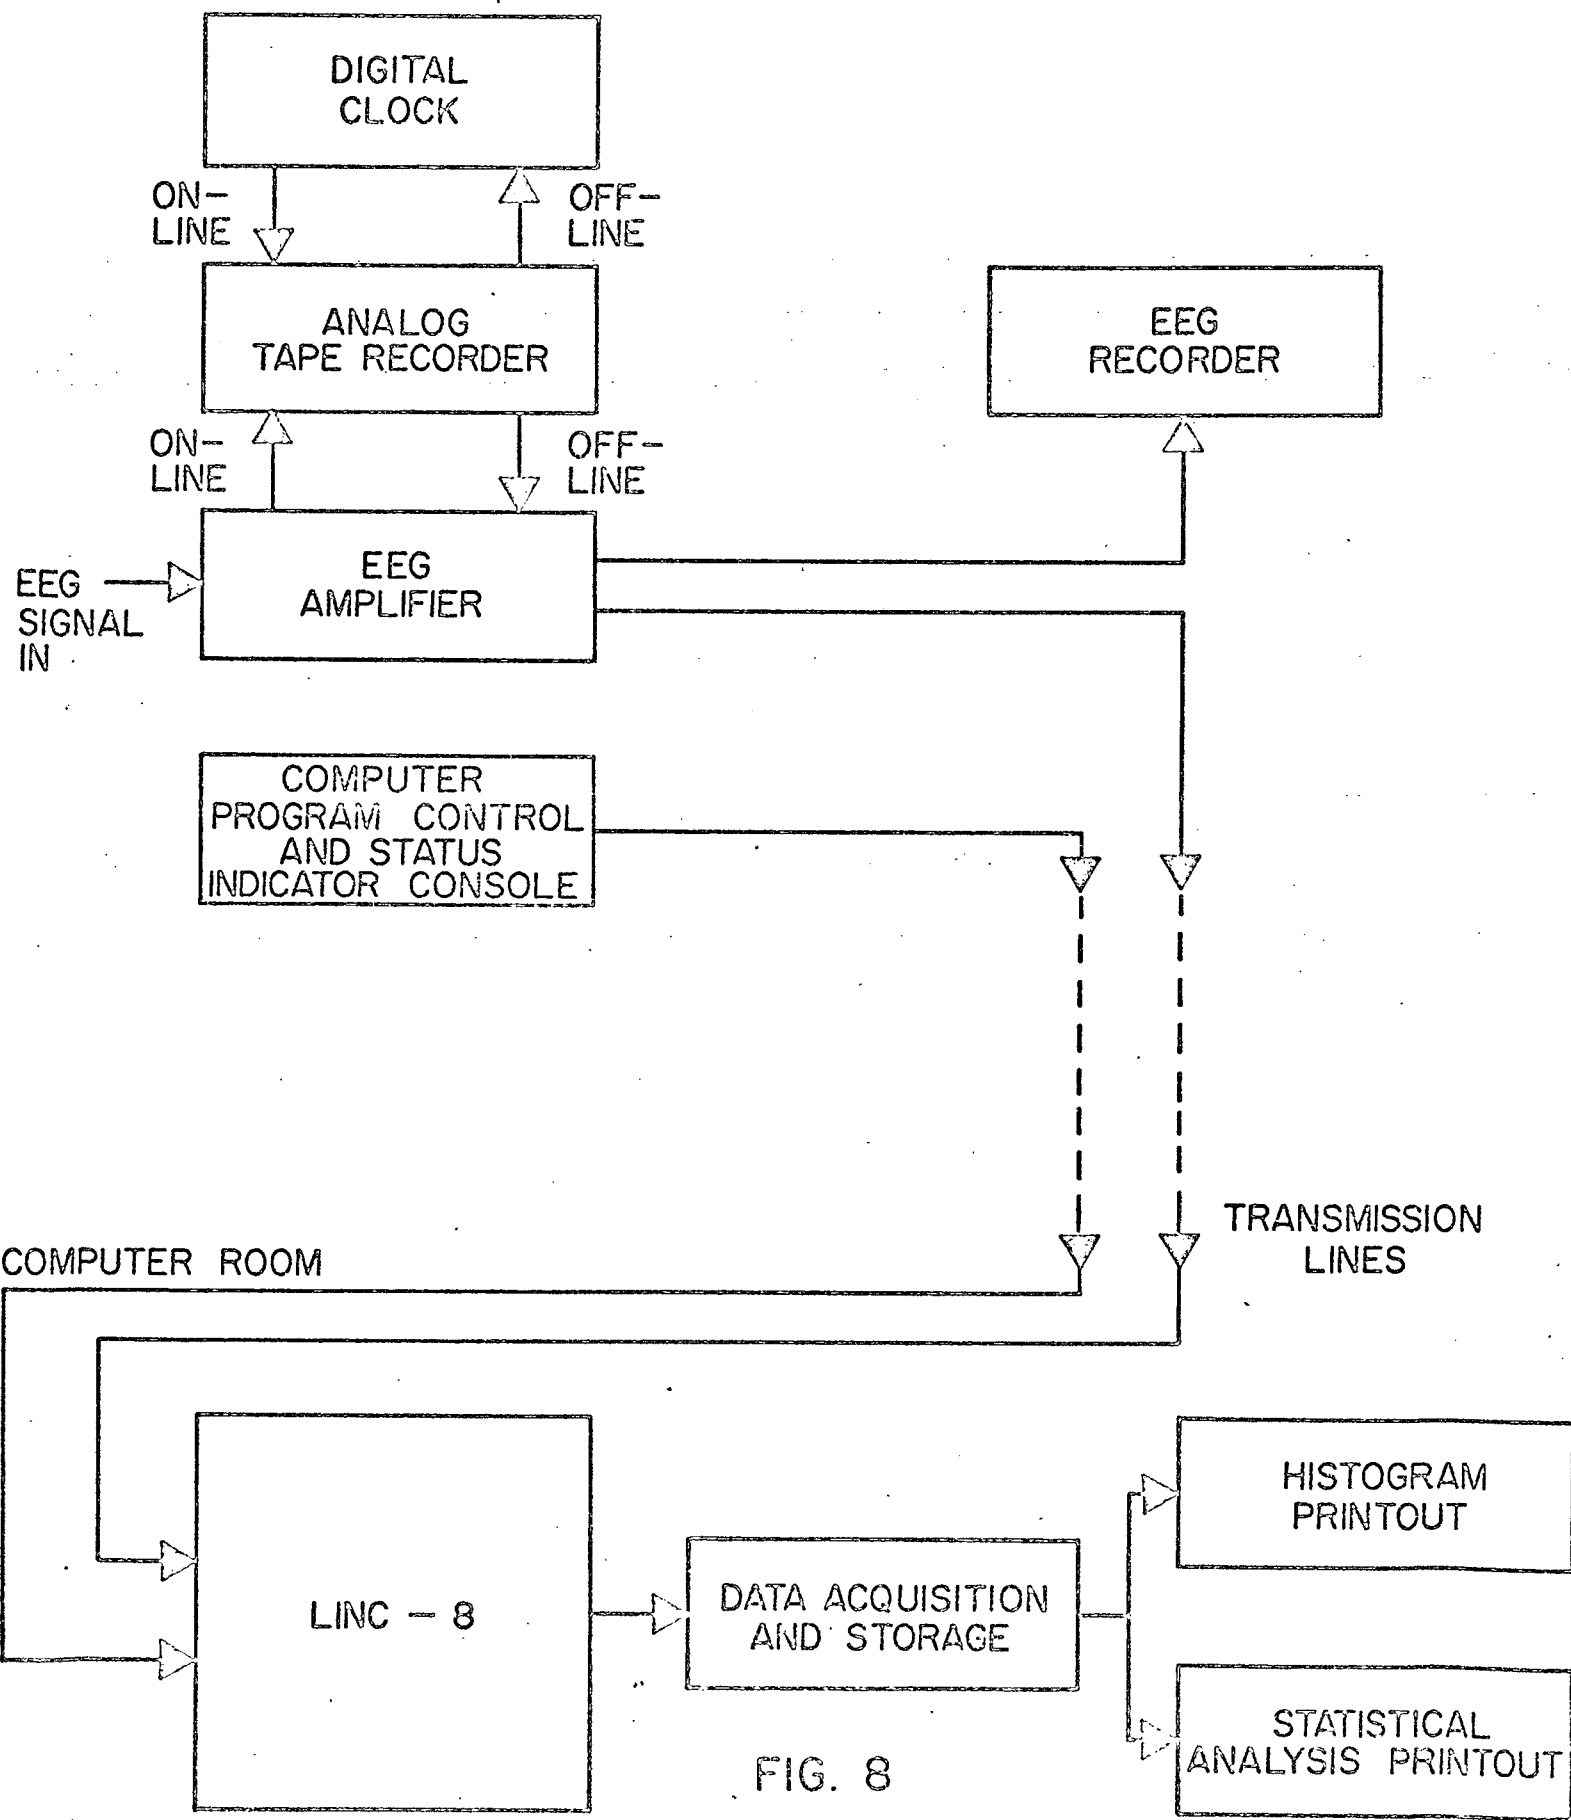 DIGITAL
CLOCK
ON-
LINE
OFF-
LINE
ANALOG
TAPE RECORDER
EEG
RECORDER
ON-
LINE
OFF-
LINE
EEG
SIGNAL
IN
EEG
AMPLIFIER
COMPUTER
PROGRAM CONTROL
AND STATUS
INDICATOR CONSOLE
TRANSMISSION
LINES
COMPUTER ROOM
LINC - 8
DATA ACQUISITION
AND STORAGE
HISTOGRAM
PRINTOUT
STATISTICAL
ANALYSIS PRINTOUT
FIG. 8